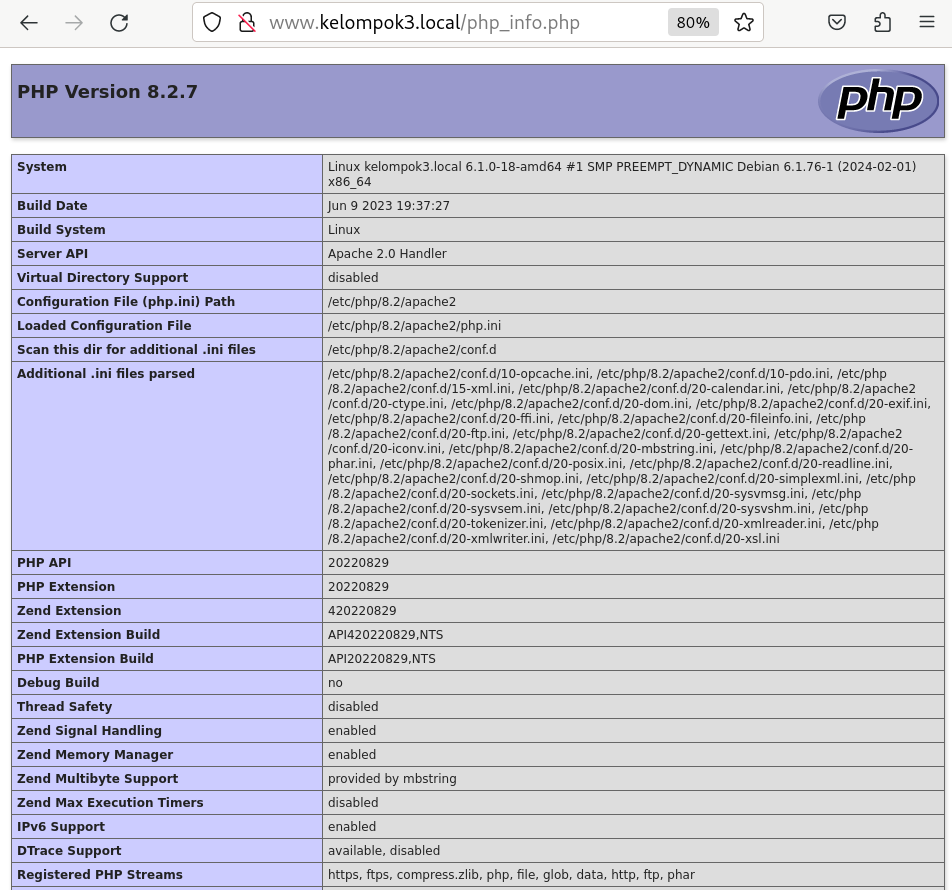 www.kelompok3.local/php_info.php 80%
PHP Version 8.2.7
php
System Linux kelompok3.local 6.1.0-18-amd64 #1 SMP PREEMPT_DYNAMIC Debian 6.1.76-1 (2024-02-01)
x86_64
Build Date Jun 9 2023 19:37:27
Build System Linux
Server API Apache 2.0 Handler
Virtual Directory Support disabled
Configuration File (php.ini) Path /etc/php/8.2/apache2
Loaded Configuration File /etc/php/8.2/apache2/php.ini
Scan this dir for additional .ini files /etc/php/8.2/apache2/conf.d
Additional .ini files parsed /etc/php/8.2/apache2/conf.d/10-opcache.ini, /etc/php/8.2/apache2/conf.d/10-pdo.ini, /etc/php
/8.2/apache2/conf.d/15-xml.ini, /etc/php/8.2/apache2/conf.d/20-calendar.ini, /etc/php/8.2/apache2
/conf.d/20-ctype.ini, /etc/php/8.2/apache2/conf.d/20-dom.ini, /etc/php/8.2/apache2/conf.d/20-exif.ini,
/etc/php/8.2/apache2/conf.d/20-ffi.ini, /etc/php/8.2/apache2/conf.d/20-fileinfo.ini, /etc/php
/8.2/apache2/conf.d/20-ftp.ini, /etc/php/8.2/apache2/conf.d/20-gettext.ini, /etc/php/8.2/apache2
/conf.d/20-iconv.ini, /etc/php/8.2/apache2/conf.d/20-mbstring.ini, /etc/php/8.2/apache2/conf.d/20-
phar.ini, /etc/php/8.2/apache2/conf.d/20-posix.ini, /etc/php/8.2/apache2/conf.d/20-readline.ini,
/etc/php/8.2/apache2/conf.d/20-shmop.ini, /etc/php/8.2/apache2/conf.d/20-simplexml.ini, /etc/php
/8.2/apache2/conf.d/20-sockets.ini, /etc/php/8.2/apache2/conf.d/20-sysvmsg.ini, /etc/php
/8.2/apache2/conf.d/20-sysvsem.ini, /etc/php/8.2/apache2/conf.d/20-sysvshm.ini, /etc/php
/8.2/apache2/conf.d/20-tokenizer.ini, /etc/php/8.2/apache2/conf.d/20-xmlreader.ini, /etc/php
/8.2/apache2/conf.d/20-xmlwriter.ini, /etc/php/8.2/apache2/conf.d/20-xsl.ini
PHP API 20220829
PHP Extension 20220829
Zend Extension 420220829
Zend Extension Build API420220829,NTS
PHP Extension Build API20220829,NTS
Debug Build no
Thread Safety disabled
Zend Signal Handling enabled
Zend Memory Manager enabled
Zend Multibyte Support provided by mbstring
Zend Max Execution Timers disabled
IPv6 Support enabled
DTrace Support available, disabled
Registered PHP Streams https, ftps, compress.zlib, php, file, glob, data, http, ftp, phar